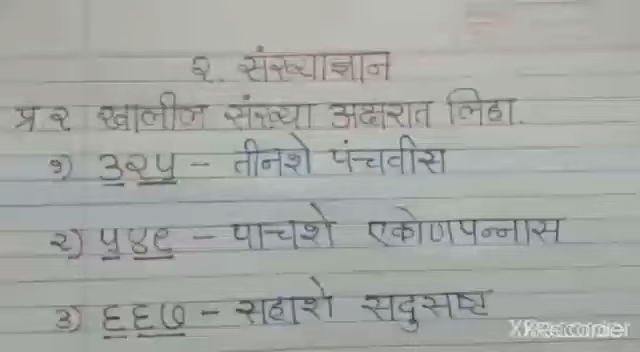 २. संख्याज्ञान
प्र.२ खालील संख्या अक्षरात लिहा.
१) ३२५ - तीनशे पंचवीस
२) ५४९ - पाचशे एकोणपन्नास
३) ६६७ - सहाशे सदुसष्ट
XRecorder